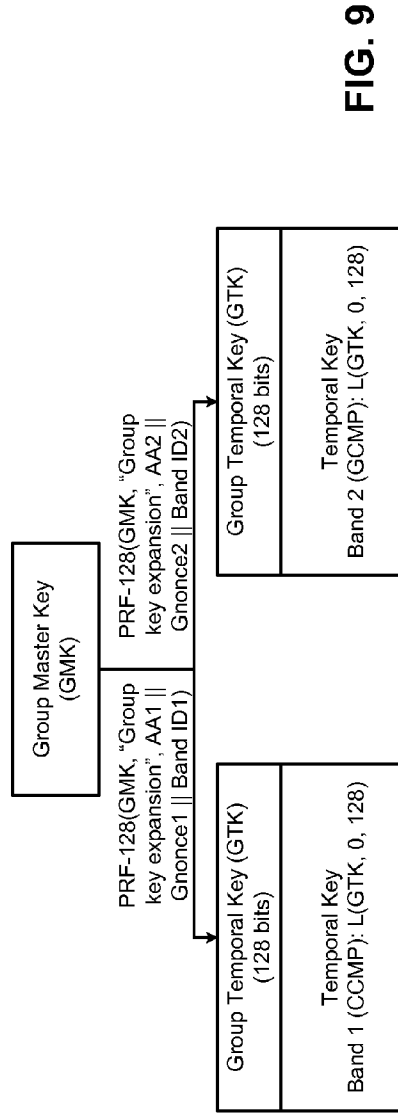 Group Master Key
(GMK)
PRF-128(GMK, “Group
key expansion”, AA1 ||
Gnonce1 || Band ID1)
PRF-128(GMK, “Group
key expansion”, AA2 ||
Gnonce2 || Band ID2)
Group Temporal Key (GTK)
(128 bits)
Temporal Key
Band 1 (CCMP): L(GTK, 0, 128)
Group Temporal Key (GTK)
(128 bits)
Temporal Key
Band 2 (GCMP): L(GTK, 0, 128)
FIG. 9